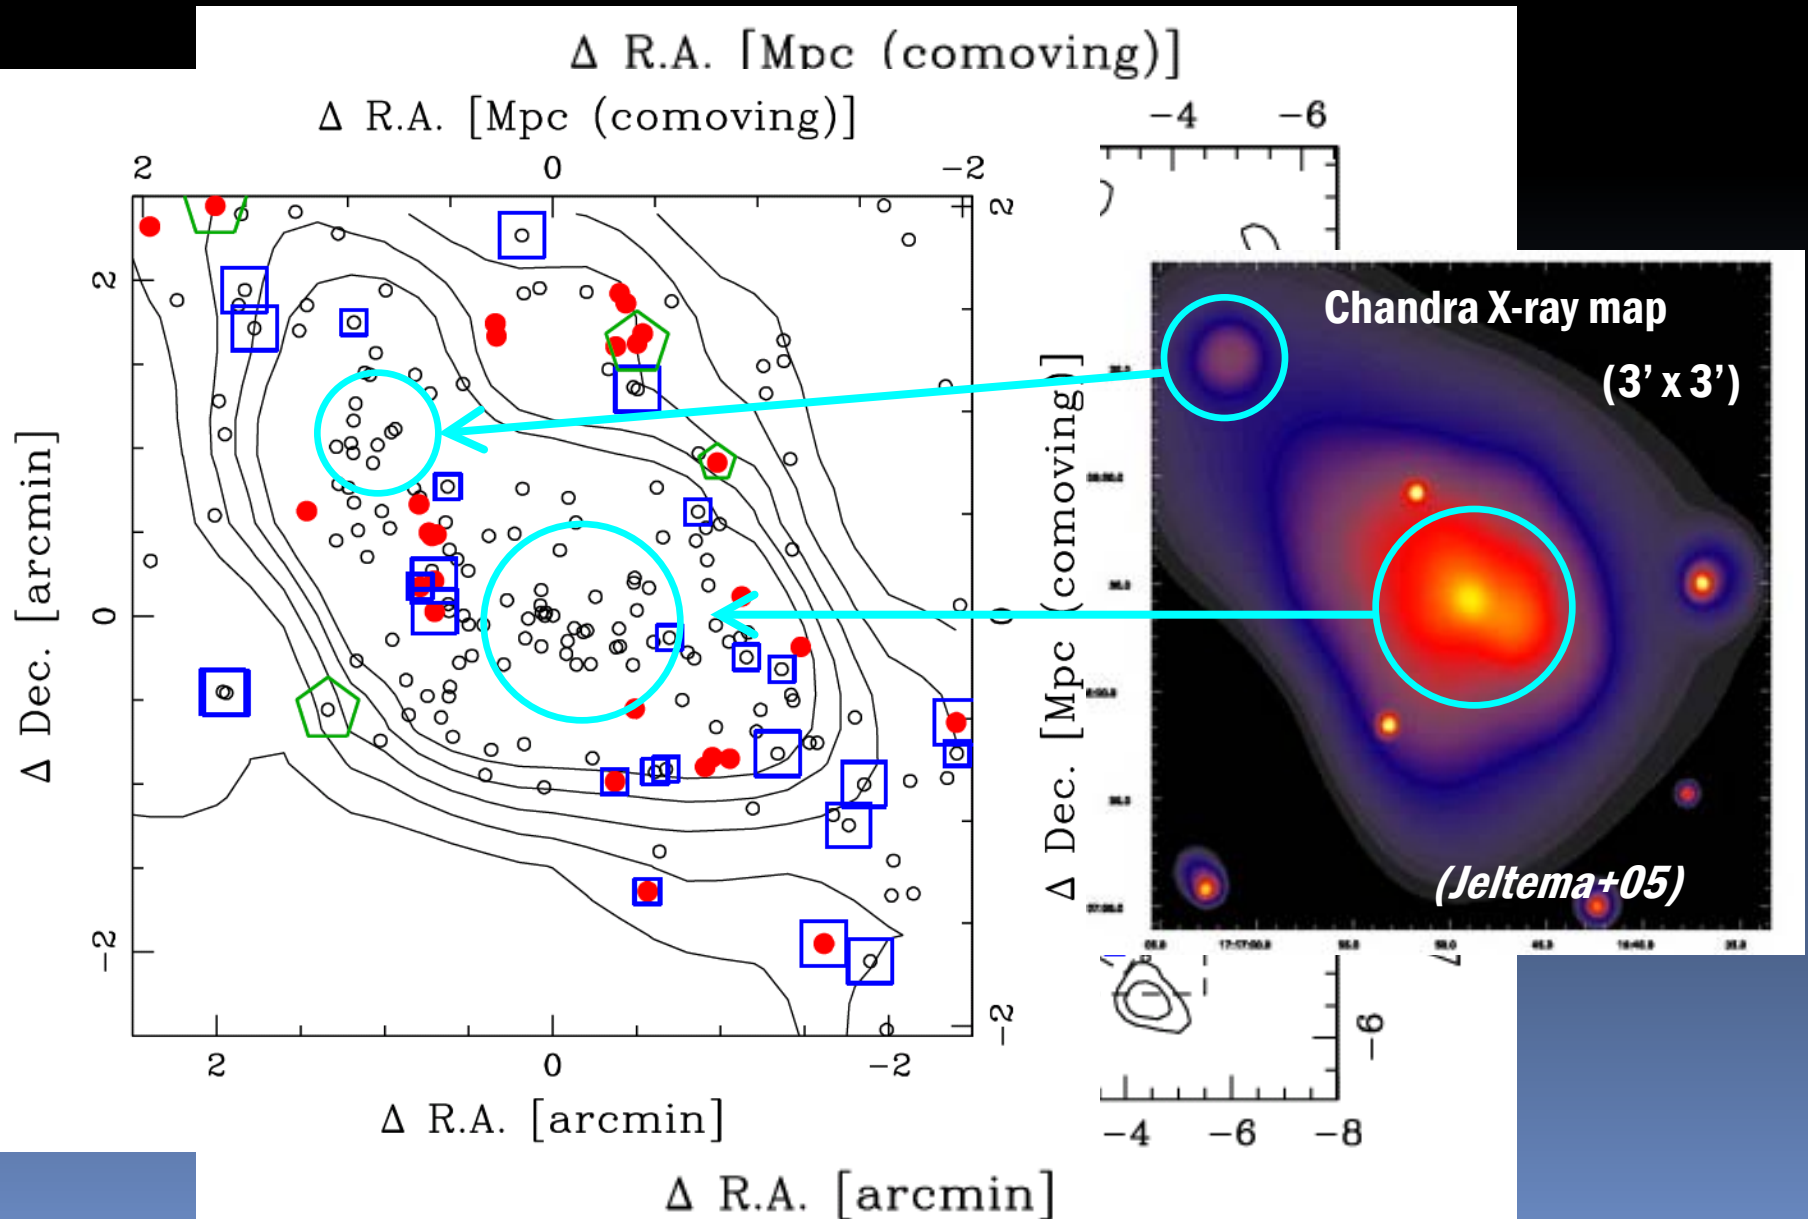 Δ R.A. [Mpc (comoving)]
Δ R.A. [Mpc (comoving)]
2 0 −2
−4 −6
2
2
0
0
−2
−2
Δ Dec. [arcmin]
Δ Dec. [Mpc (comoving)]
Chandra X-ray map
(3’ x 3’)
(Jeltema+05)
−6
2 0 −2
−4 −6 −8
Δ R.A. [arcmin]
Δ R.A. [arcmin]